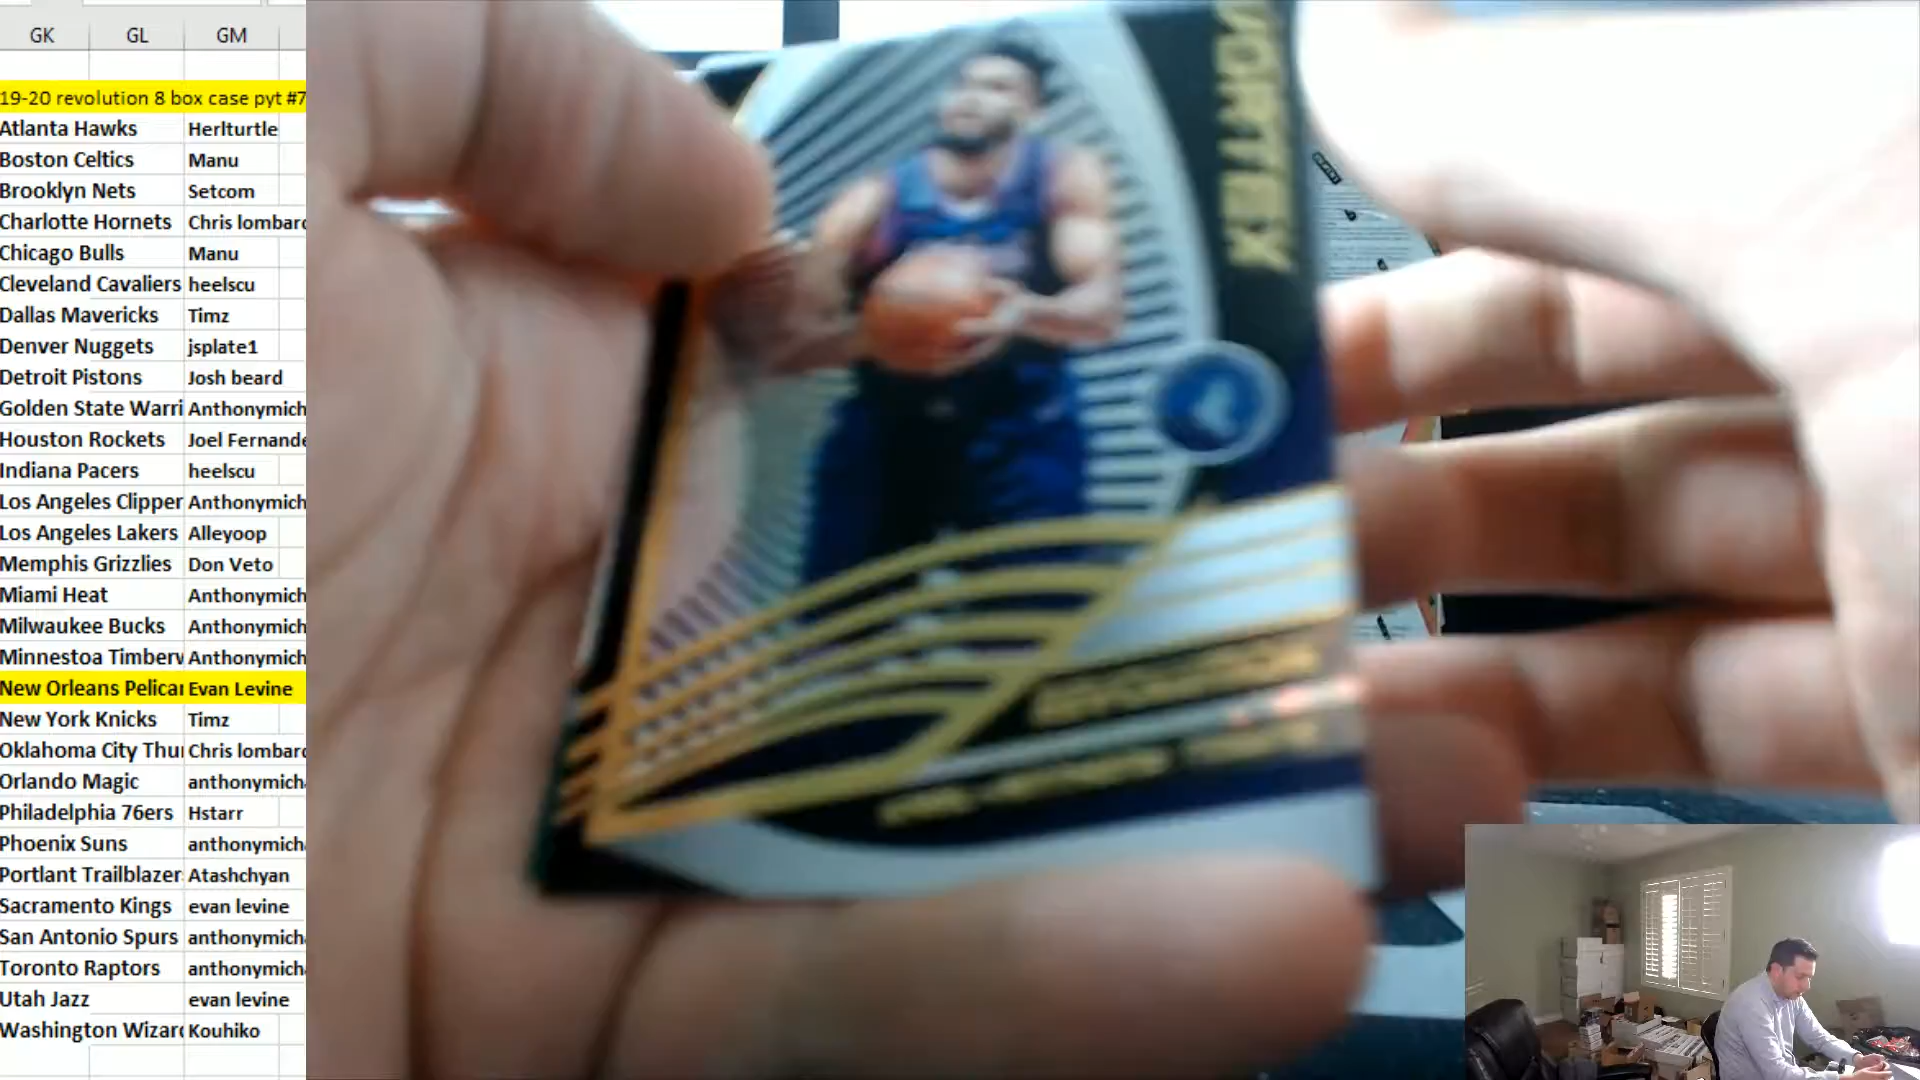 GK GL GM
19-20 revolution 8 box case pyt #7
Atlanta Hawks Herlturtle
Boston Celtics Manu
Brooklyn Nets Setcom
Charlotte Hornets Chris lombard
Chicago Bulls Manu
Cleveland Cavaliers heelscu
Dallas Mavericks Timz
Denver Nuggets jsplate1
Detroit Pistons Josh beard
Golden State Warri Anthonymich
Houston Rockets Joel Fernande
Indiana Pacers heelscu
Los Angeles Clipper Anthonymich
Los Angeles Lakers Alleyoop
Memphis Grizzlies Don Veto
Miami Heat Anthonymich
Milwaukee Bucks Anthonymich
Minnestoa Timberv Anthonymich
New Orleans Pelica Evan Levine
New York Knicks Timz
Oklahoma City Thu Chris lombard
Orlando Magic anthonymich
Philadelphia 76ers Hstarr
Phoenix Suns anthonymich
Portlant Trailblazer Atashchyan
Sacramento Kings evan levine
San Antonio Spurs anthonymich
Toronto Raptors anthonymich
Utah Jazz evan levine
Washington Wizard Kouhiko
VORTEX
KARL-ANTHONY TOWNS